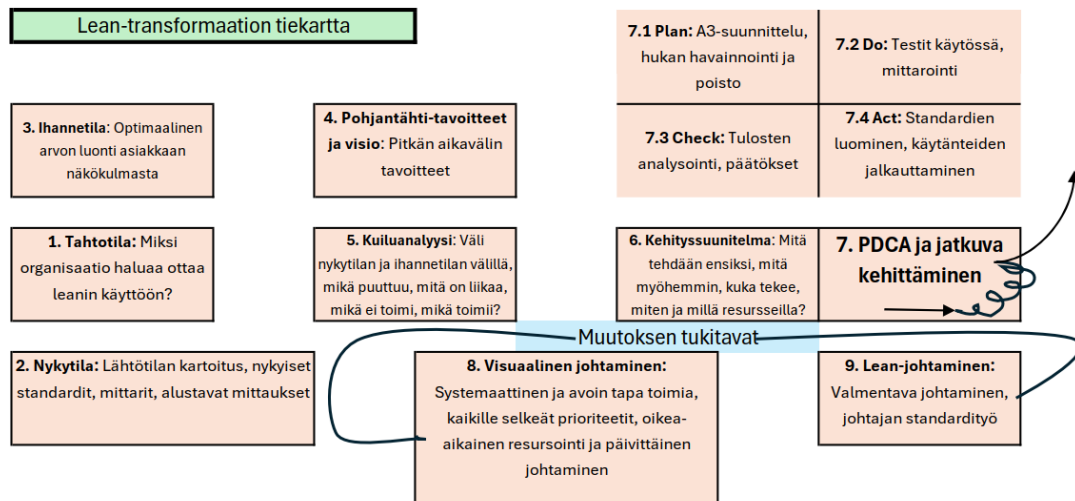 Lean-transformaation tiekartta
7.1 Plan: A3-suunnittelu,
hukan havainnointi ja
poisto
7.2 Do: Testit käytössä,
mittarointi
7.3 Check: Tulosten
analysointi, päätökset
7.4 Act: Standardien
luominen, käytänteiden
jalkauttaminen
3. Ihannetila: Optimaalinen
arvon luonti asiakkaan
näkökulmasta
4. Pohjantähti-tavoitteet
ja visio: Pitkän aikavälin
tavoitteet
1. Tahtotila: Miksi
organisaatio haluaa ottaa
leanin käyttöön?
5. Kuiluanalyysi: Väli
nykytilan ja ihannetilan välillä,
mikä puuttuu, mitä on liikaa,
mikä ei toimi, mikä toimii?
6. Kehityssuunitelma: Mitä
tehdään ensiksi, mitä
myöhemmin, kuka tekee,
miten ja millä resursseilla?
7. PDCA ja jatkuva
kehittäminen
Muutoksen tukitavat
2. Nykytila: Lähtötilan kartoitus, nykyiset
standardit, mittarit, alustavat mittaukset
8. Visuaalinen johtaminen:
Systemaattinen ja avoin tapa toimia,
kaikille selkeät prioriteetit, oikea-
aikainen resursointi ja päivittäinen
johtaminen
9. Lean-johtaminen:
Valmentava johtaminen,
johtajan standardityö